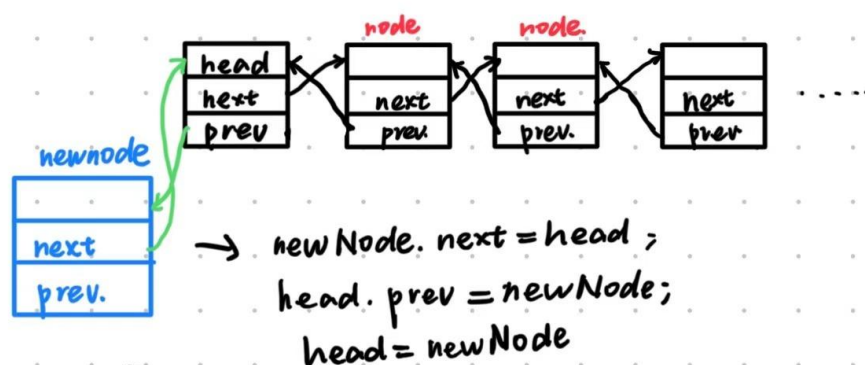 node
node.
head
next
prev
next
prev.
next
prev.
next
prev
.....
newnode
next
prev.
→ newNode. next = head ;
head. prev = newNode;
head = newNode